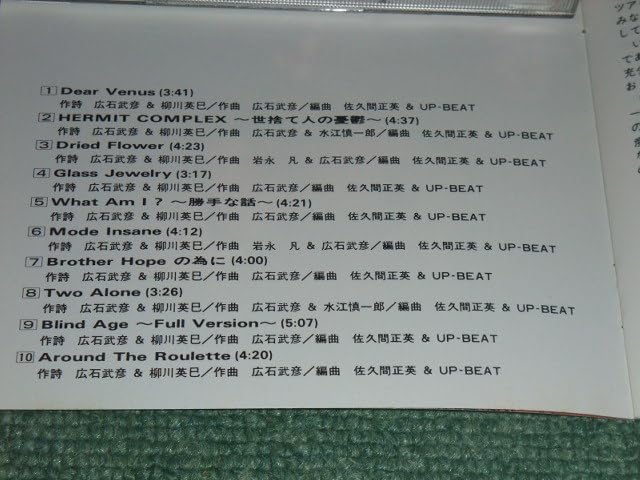 1 Dear Venus (3:41)
作詩 広石武彦 & 柳川英巳／作曲 広石武彦／編曲 佐久間正英 & UP-BEAT
2 HERMIT COMPLEX 〜世捨て人の憂鬱〜 (4:37)
作詩 広石武彦 & 柳川英巳／作曲 広石武彦 & 水江慎一郎／編曲 佐久間正英 & UP-BEAT
3 Dried Flower (4:23)
作詩 広石武彦 & 柳川英巳／作曲 岩永 凡 & 広石武彦／編曲 佐久間正英 & UP-BEAT
4 Glass Jewelry (3:17)
作詩 広石武彦 & 柳川英巳／作曲 広石武彦／編曲 佐久間正英 & UP-BEAT
5 What Am I ? 〜勝手な話〜 (4:21)
作詩 広石武彦 & 柳川英巳／作曲 広石武彦／編曲 佐久間正英 & UP-BEAT
6 Mode Insane (4:12)
作詩 広石武彦 & 柳川英巳／作曲 岩永 凡 & 広石武彦／編曲 佐久間正英 & UP-BEAT
7 Brother Hope の為に (4:00)
作詩 広石武彦 & 柳川英巳／作曲 広石武彦／編曲 佐久間正英 & UP-BEAT
8 Two Alone (3:26)
作詩 広石武彦 & 柳川英巳／作曲 広石武彦 & 水江慎一郎／編曲 佐久間正英 & UP-BEAT
9 Blind Age 〜Full Version〜 (5:07)
作詩 広石武彦 & 柳川英巳／作曲 広石武彦／編曲 佐久間正英 & UP-BEAT
10 Around The Roulette (4:20)
作詩 広石武彦 & 柳川英巳／作曲 広石武彦／編曲 佐久間正英 & UP-BEAT